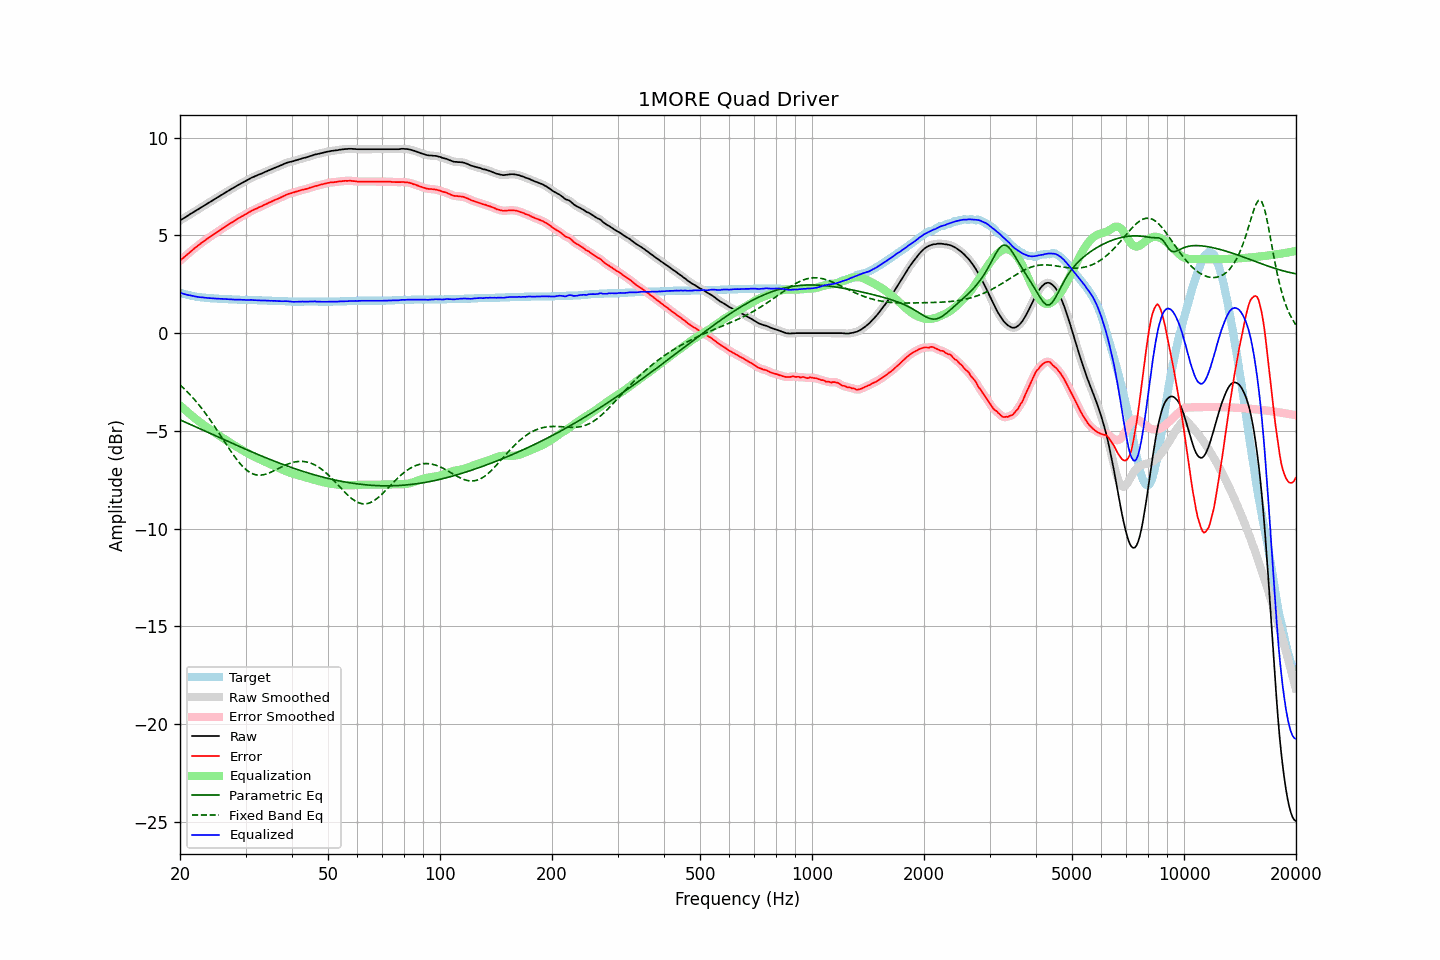 1MORE Quad Driver
Amplitude (dBr)
10
5
0
−5
−10
−15
−20
−25
Target
Raw Smoothed
Error Smoothed
Raw
Error
Equalization
Parametric Eq
Fixed Band Eq
Equalized
20 50 100 200 500 1000 2000 5000 10000 20000
Frequency (Hz)